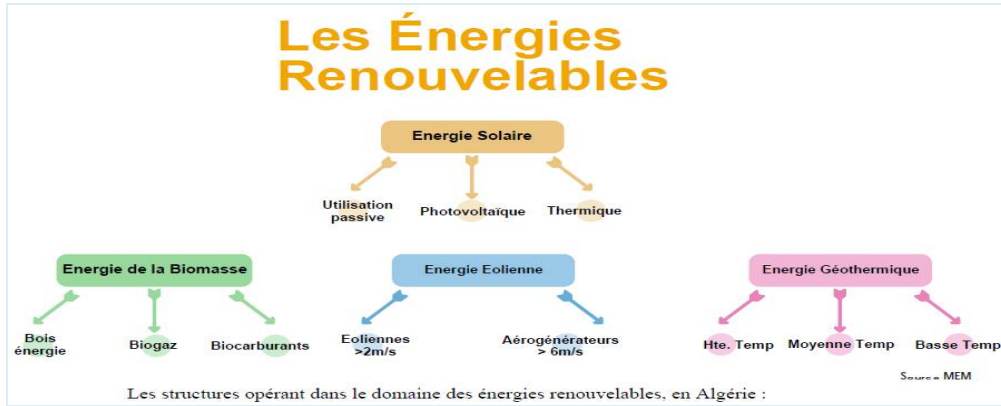 Les Énergies
Renouvelables
Energie Solaire
Utilisation
passive
Photovoltaïque
Thermique
Energie de la Biomasse
Energie Eolienne
Energie Géothermique
Bois
énergie
Biogaz
Biocarburants
Eoliennes
>2m/s
Aérogénérateurs
> 6m/s
Hte. Temp
Moyenne Temp
Basse Temp
Source MEM
Les structures opérant dans le domaine des énergies renouvelables, en Algérie :